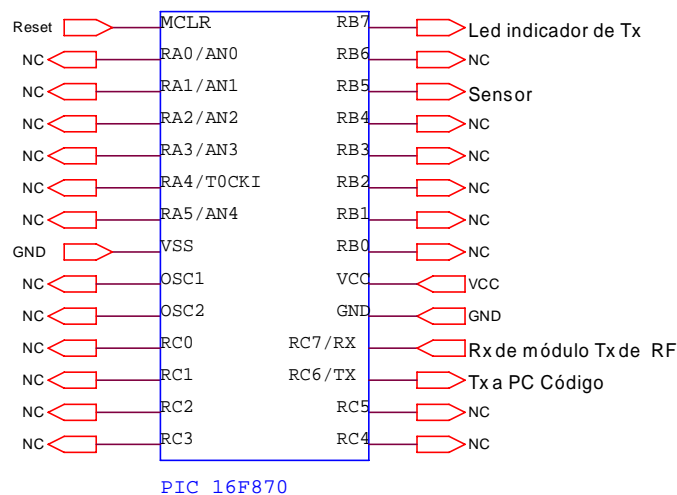 Reset MCLR RB7 Led indicador de Tx
NC RA0/AN0 RB6 NC
NC RA1/AN1 RB5 Sensor
NC RA2/AN2 RB4 NC
NC RA3/AN3 RB3 NC
NC RA4/T0CKI RB2 NC
NC RA5/AN4 RB1 NC
GND VSS RB0 NC
NC OSC1 VCC VCC
NC OSC2 GND GND
NC RC0 RC7/RX Rx de módulo Tx de RF
NC RC1 RC6/TX Tx a PC Código
NC RC2 RC5 NC
NC RC3 RC4 NC
PIC 16F870